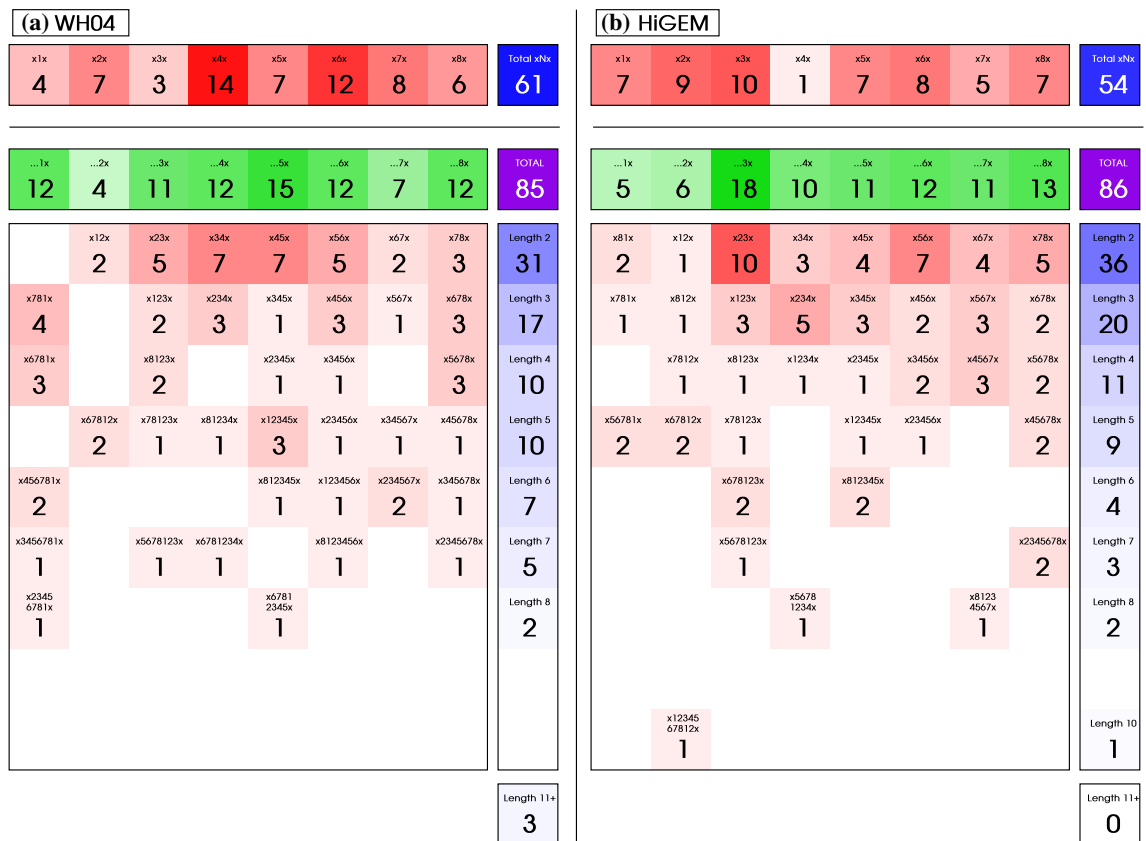 (a) WH04
x1x x2x x3x x4x x5x x6x x7x x8x Total xNx
4 7 3 14 7 12 8 6 61
...1x ...2x ...3x ...4x ...5x ...6x ...7x ...8x TOTAL
12 4 11 12 15 12 7 12 85
x12x x23x x34x x45x x56x x67x x78x Length 2
2 5 7 7 5 2 3 31
x781x x123x x234x x345x x456x x567x x678x Length 3
4 2 3 1 3 1 3 17
x6781x x8123x x2345x x3456x x5678x Length 4
3 2 1 1 3 10
x67812x x78123x x81234x x12345x x23456x x34567x x45678x Length 5
2 1 1 3 1 1 1 10
x456781x x812345x x123456x x234567x x345678x Length 6
2 1 1 2 1 7
x3456781x x5678123x x6781234x x8123456x x2345678x Length 7
1 1 1 1 1 5
x2345 x6781 Length 8
6781x 2345x
1 1 2
Length 11+
3
(b) HiGEM
x1x x2x x3x x4x x5x x6x x7x x8x Total xNx
7 9 10 1 7 8 5 7 54
...1x ...2x ...3x ...4x ...5x ...6x ...7x ...8x TOTAL
5 6 18 10 11 12 11 13 86
x81x x12x x23x x34x x45x x56x x67x x78x Length 2
2 1 10 3 4 7 4 5 36
x781x x812x x123x x234x x345x x456x x567x x678x Length 3
1 1 3 5 3 2 3 2 20
x7812x x8123x x1234x x2345x x3456x x4567x x5678x Length 4
1 1 1 1 2 3 2 11
x56781x x67812x x78123x x12345x x23456x x45678x Length 5
2 2 1 1 1 2 9
x678123x x812345x Length 6
2 2 4
x5678123x x2345678x Length 7
1 2 3
x5678 x8123 Length 8
1234x 4567x
1 1 2
x12345 Length 10
67812x
1 1
Length 11+
0